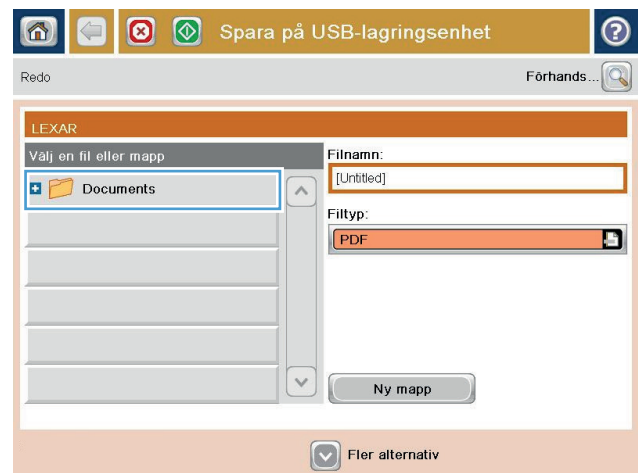 Spara på USB-lagringsenhet
Redo
Förhands...
LEXAR
Välj en fil eller mapp
Documents
Filnamn:
[Untitled]
Filtyp:
PDF
Ny mapp
Fler alternativ